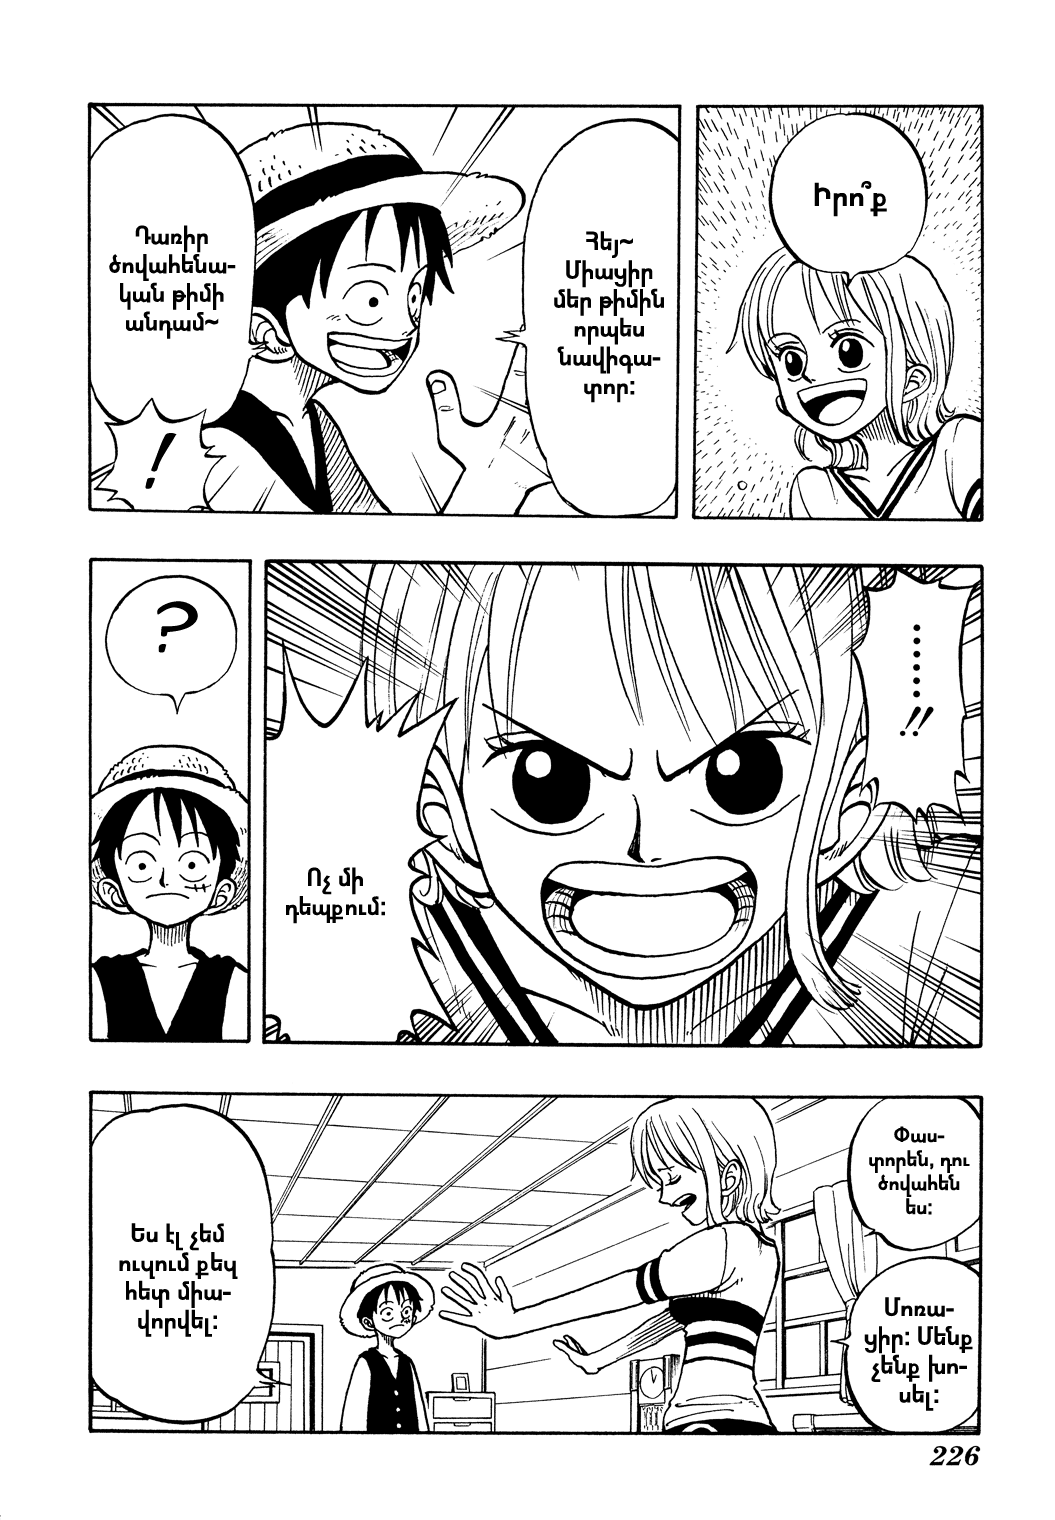 Իրո՞ք
Հեյ~
Միացիր
մեր թիմին
որպես
նավիգա-
տոր:
Դառիր
ծովահենա-
կան թիմի
անդամ~
!
......!!
Ոչ մի
դեպքում:
?
Փաս-
տորեն, դու
ծովահեն
ես:
Մոռա-
ցիր: Մենք
չենք խո-
սել:
Ես էլ չեմ
ուզում քեզ
հետ միա-
վորվել:
226